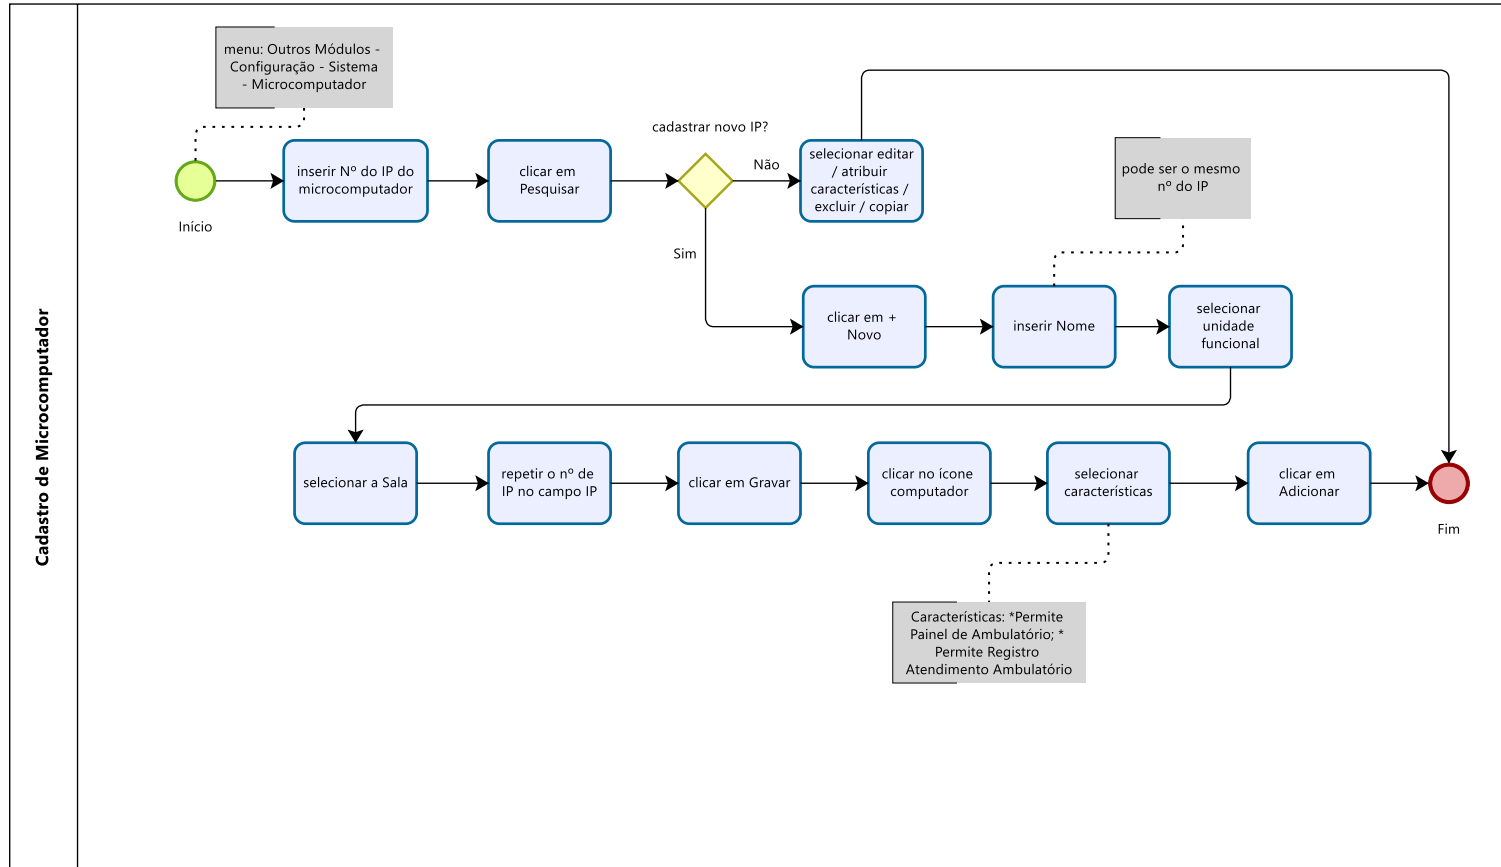 Cadastro de Microcomputador
menu: Outros Módulos -
Configuração - Sistema
- Microcomputador
Início
inserir Nº do IP do
microcomputador
clicar em
Pesquisar
cadastrar novo IP?
Não
Sim
selecionar editar
/ atribuir
características /
excluir / copiar
pode ser o mesmo
nº do IP
clicar em +
Novo
inserir Nome
selecionar
unidade
funcional
selecionar a Sala
repetir o nº de
IP no campo IP
clicar em Gravar
clicar no ícone
computador
selecionar
características
clicar em
Adicionar
Fim
Características: *Permite
Painel de Ambulatório; *
Permite Registro
Atendimento Ambulatório